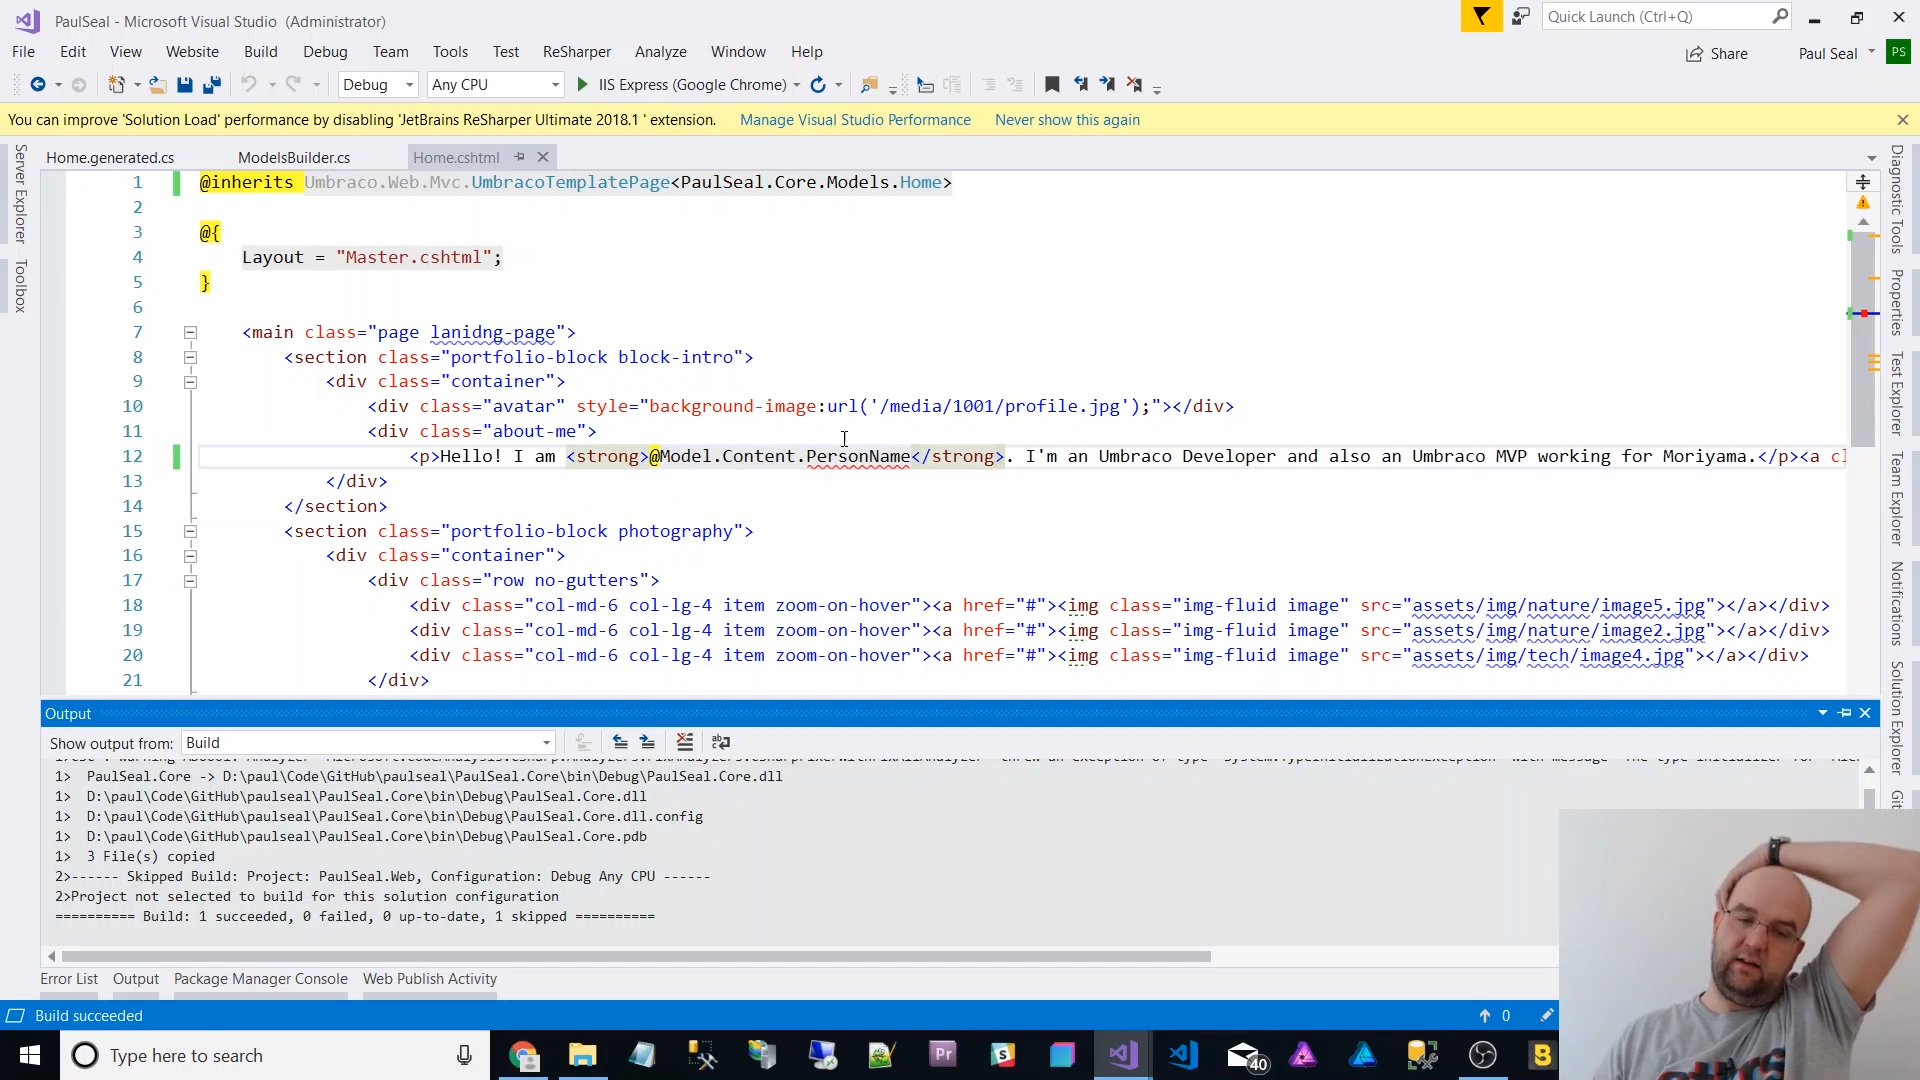 PaulSeal - Microsoft Visual Studio (Administrator)
Quick Launch (Ctrl+Q)
File Edit View Website Build Debug Team Tools Test ReSharper Analyze Window Help
Share Paul Seal PS
Debug Any CPU IIS Express (Google Chrome)
You can improve 'Solution Load' performance by disabling 'JetBrains ReSharper Ultimate 2018.1 ' extension. Manage Visual Studio Performance Never show this again
Home.generated.cs ModelsBuilder.cs Home.cshtml
Server Explorer
Toolbox
1 @inherits Umbraco.Web.Mvc.UmbracoTemplatePage<PaulSeal.Core.Models.Home>
2
3 @{
4 Layout = "Master.cshtml";
5 }
6
7 <main class="page lanidng-page">
8 <section class="portfolio-block block-intro">
9 <div class="container">
10 <div class="avatar" style="background-image:url('/media/1001/profile.jpg');"></div>
11 <div class="about-me">
12 <p>Hello! I am <strong>@Model.Content.PersonName</strong>. I'm an Umbraco Developer and also an Umbraco MVP working for Moriyama.</p><a cl
13 </div>
14 </section>
15 <section class="portfolio-block photography">
16 <div class="container">
17 <div class="row no-gutters">
18 <div class="col-md-6 col-lg-4 item zoom-on-hover"><a href="#"><img class="img-fluid image" src="assets/img/nature/image5.jpg"></a></div>
19 <div class="col-md-6 col-lg-4 item zoom-on-hover"><a href="#"><img class="img-fluid image" src="assets/img/nature/image2.jpg"></a></div>
20 <div class="col-md-6 col-lg-4 item zoom-on-hover"><a href="#"><img class="img-fluid image" src="assets/img/tech/image4.jpg"></a></div>
21 </div>
Diagnostic Tools
Properties
Test Explorer
Team Explorer
Notifications
Solution Explorer
Git
Output
Show output from: Build
1> PaulSeal.Core -> D:\paul\Code\GitHub\paulseal\PaulSeal.Core\bin\Debug\PaulSeal.Core.dll
1> D:\paul\Code\GitHub\paulseal\PaulSeal.Core\bin\Debug\PaulSeal.Core.dll
1> D:\paul\Code\GitHub\paulseal\PaulSeal.Core\bin\Debug\PaulSeal.Core.dll.config
1> D:\paul\Code\GitHub\paulseal\PaulSeal.Core\bin\Debug\PaulSeal.Core.pdb
1> 3 File(s) copied
2>------ Skipped Build: Project: PaulSeal.Web, Configuration: Debug Any CPU ------
2>Project not selected to build for this solution configuration
========== Build: 1 succeeded, 0 failed, 0 up-to-date, 1 skipped ==========
Error List Output Package Manager Console Web Publish Activity
Build succeeded
0
Type here to search
Pr
S
40
B